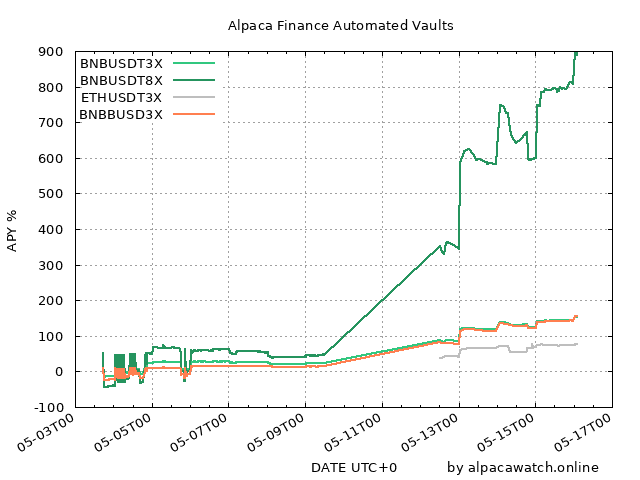 Alpaca Finance Automated Vaults
BNBUSDT3X
BNBUSDT8X
ETHUSDT3X
BNBBUSD3X
APY %
900
800
700
600
500
400
300
200
100
0
-100
05-03T00
05-05T00
05-07T00
05-09T00
05-11T00
05-13T00
05-15T00
05-17T00
DATE UTC+0
by alpacawatch.online